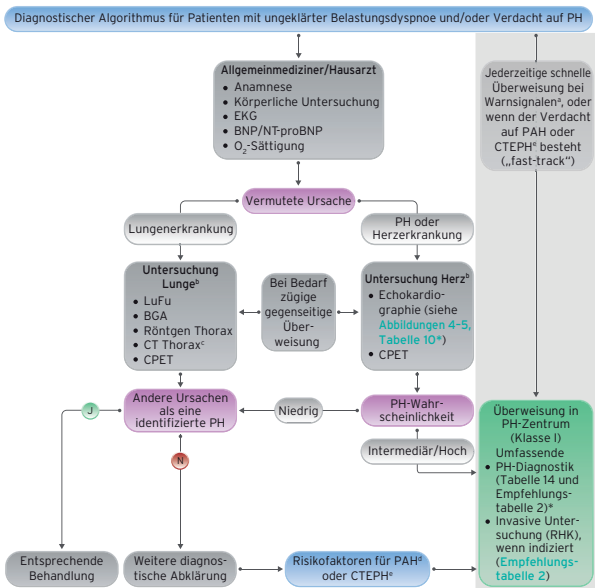 Diagnostischer Algorithmus für Patienten mit ungeklärter Belastungsdyspnoe und/oder Verdacht auf PH
Allgemeinmediziner/Hausarzt
• Anamnese
• Körperliche Untersuchung
• EKG
• BNP/NT-proBNP
• O₂-Sättigung
Jederzeitige schnelle
Überweisung bei
Warnsignalenᵃ, oder
wenn der Verdacht
auf PAH oder
CTEPHᵉ besteht
(„fast-track“)
Vermutete Ursache
Lungenerkrankung
PH oder
Herzerkrankung
Untersuchung
Lungeᵇ
• LuFu
• BGA
• Röntgen Thorax
• CT Thoraxᶜ
• CPET
Bei Bedarf
zügige
gegenseitige
Über-
weisung
Untersuchung Herzᵇ
• Echokardio-
graphie (siehe
Abbildungen 4–5,
Tabelle 10*)
• CPET
Andere Ursachen
als eine
identifizierte PH
Niedrig
PH-Wahr-
scheinlichkeit
J
N
Intermediär/Hoch
Überweisung in
PH-Zentrum
(Klasse I)
Umfassende
• PH-Diagnostik
(Tabelle 14 und
Empfehlungs-
tabelle 2)*
• Invasive Unter-
suchung (RHK),
wenn indiziert
(Empfehlungs-
tabelle 2)
Entsprechende
Behandlung
Weitere diagnos-
tische Abklärung
Risikofaktoren für PAHᵈ
oder CTEPHᵉ